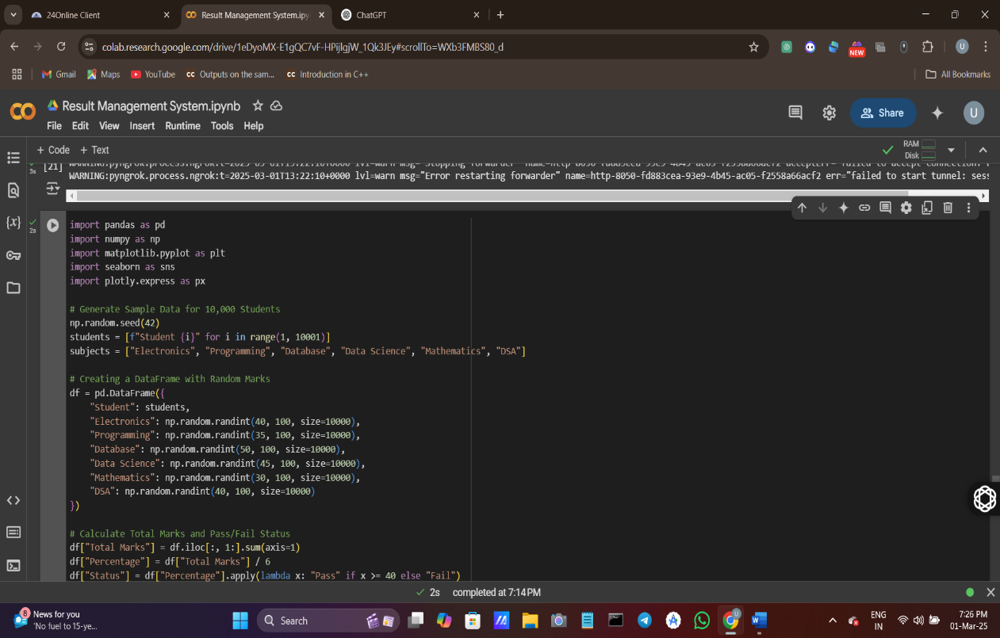 24Online Client
Result Management System.ipy
ChatGPT
colab.research.google.com/drive/1eDyoMX-E1gQC7vF-HPijlgjW_1Qk3JEy#scrollTo=WXb3FMBS80_d
NEW
U
Gmail
Maps
YouTube
Outputs on the sam...
Introduction in C++
All Bookmarks
Result Management System.ipynb
File Edit View Insert Runtime Tools Help
Share
U
+ Code + Text
RAM
Disk
3s
[21]
WARNING:pyngrok.process.ngrok:t=2025-03-01T13:22:10+0000 lvl=warn msg="Error restarting forwarder" name=http-8050-fd883cea-93e9-4b45-ac05-f2558a66acf2 err="failed to start tunnel: sess
2s
import pandas as pd
import numpy as np
import matplotlib.pyplot as plt
import seaborn as sns
import plotly.express as px
# Generate Sample Data for 10,000 Students
np.random.seed(42)
students = [f"Student {i}" for i in range(1, 10001)]
subjects = ["Electronics", "Programming", "Database", "Data Science", "Mathematics", "DSA"]
# Creating a DataFrame with Random Marks
df = pd.DataFrame({
"Student": students,
"Electronics": np.random.randint(40, 100, size=10000),
"Programming": np.random.randint(35, 100, size=10000),
"Database": np.random.randint(50, 100, size=10000),
"Data Science": np.random.randint(45, 100, size=10000),
"Mathematics": np.random.randint(30, 100, size=10000),
"DSA": np.random.randint(40, 100, size=10000)
})
# Calculate Total Marks and Pass/Fail Status
df["Total Marks"] = df.iloc[:, 1:].sum(axis=1)
df["Percentage"] = df["Total Marks"] / 6
df["Status"] = df["Percentage"].apply(lambda x: "Pass" if x >= 40 else "Fail")
2s completed at 7:14 PM
8
News for you
'No fuel to 15-ye...
Search
ENG
IN
7:26 PM
01-Mar-25